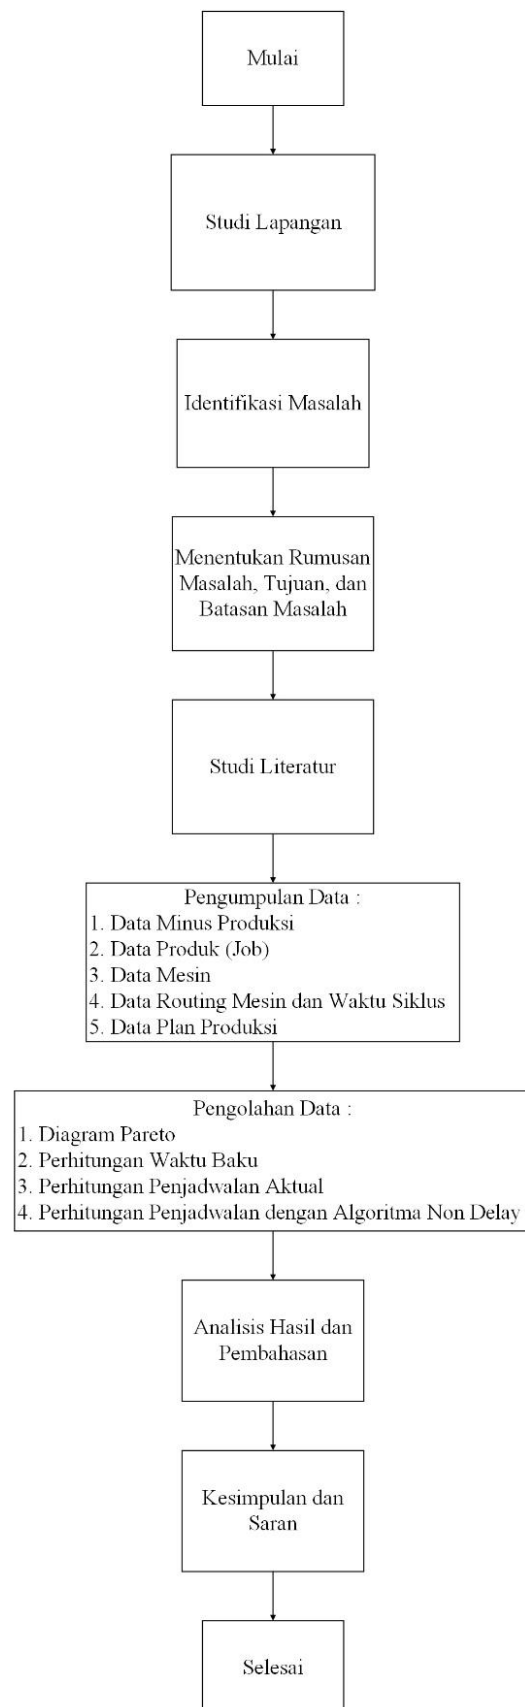 Mulai
Studi Lapangan
Identifikasi Masalah
Menentukan Rumusan
Masalah, Tujuan, dan
Batasan Masalah
Studi Literatur
Pengumpulan Data :
1. Data Minus Produksi
2. Data Produk (Job)
3. Data Mesin
4. Data Routing Mesin dan Waktu Siklus
5. Data Plan Produksi
Pengolahan Data :
1. Diagram Pareto
2. Perhitungan Waktu Baku
3. Perhitungan Penjadwalan Aktual
4. Perhitungan Penjadwalan dengan Algoritma Non Delay
Analisis Hasil dan
Pembahasan
Kesimpulan dan
Saran
Selesai